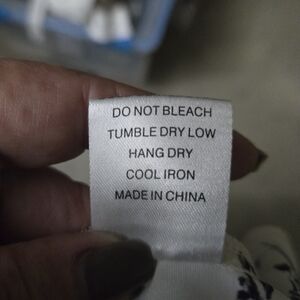 DO NOT BLEACH
TUMBLE DRY LOW
HANG DRY
COOL IRON
MADE IN CHINA